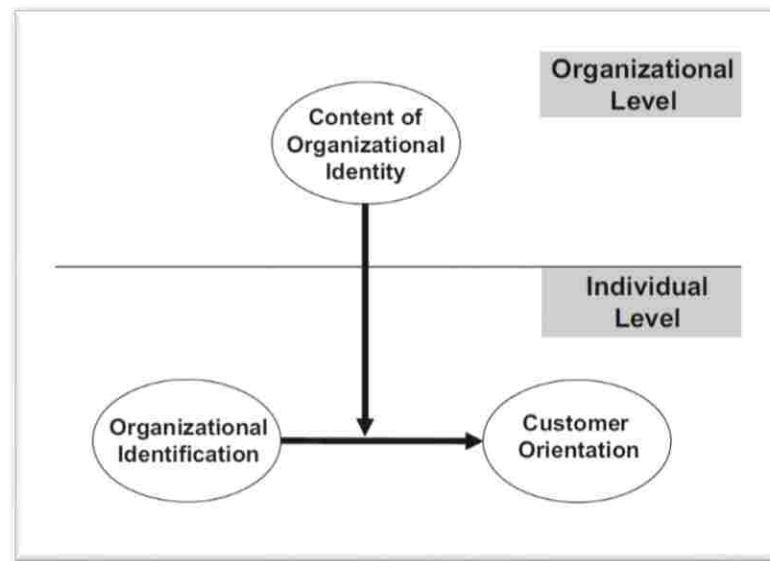 Organizational
Level
Content of
Organizational
Identity
Individual
Level
Organizational
Identification
Customer
Orientation